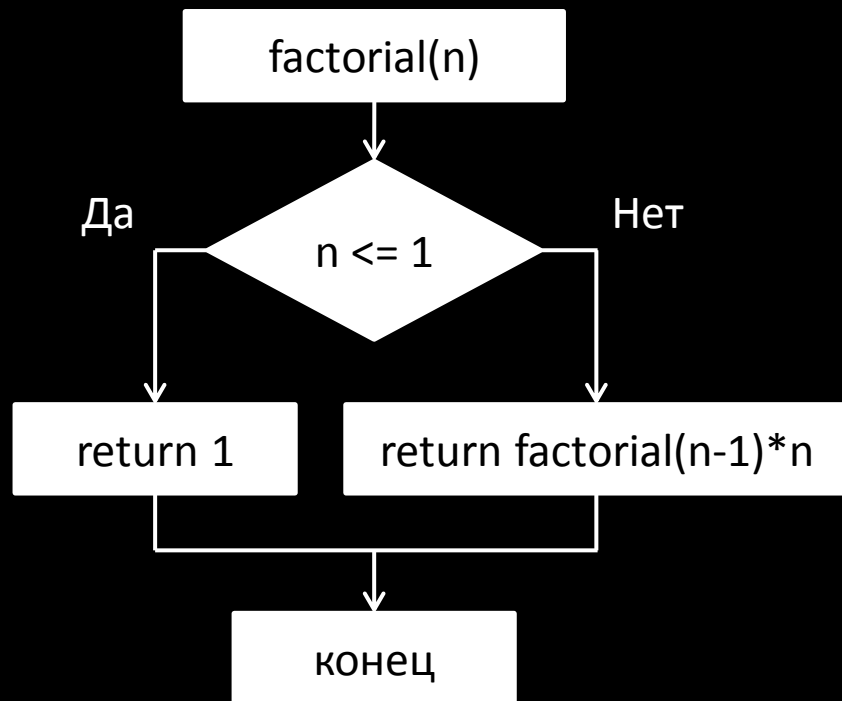 factorial(n)
Да
Нет
n <= 1
return 1
return factorial(n-1)*n
конец